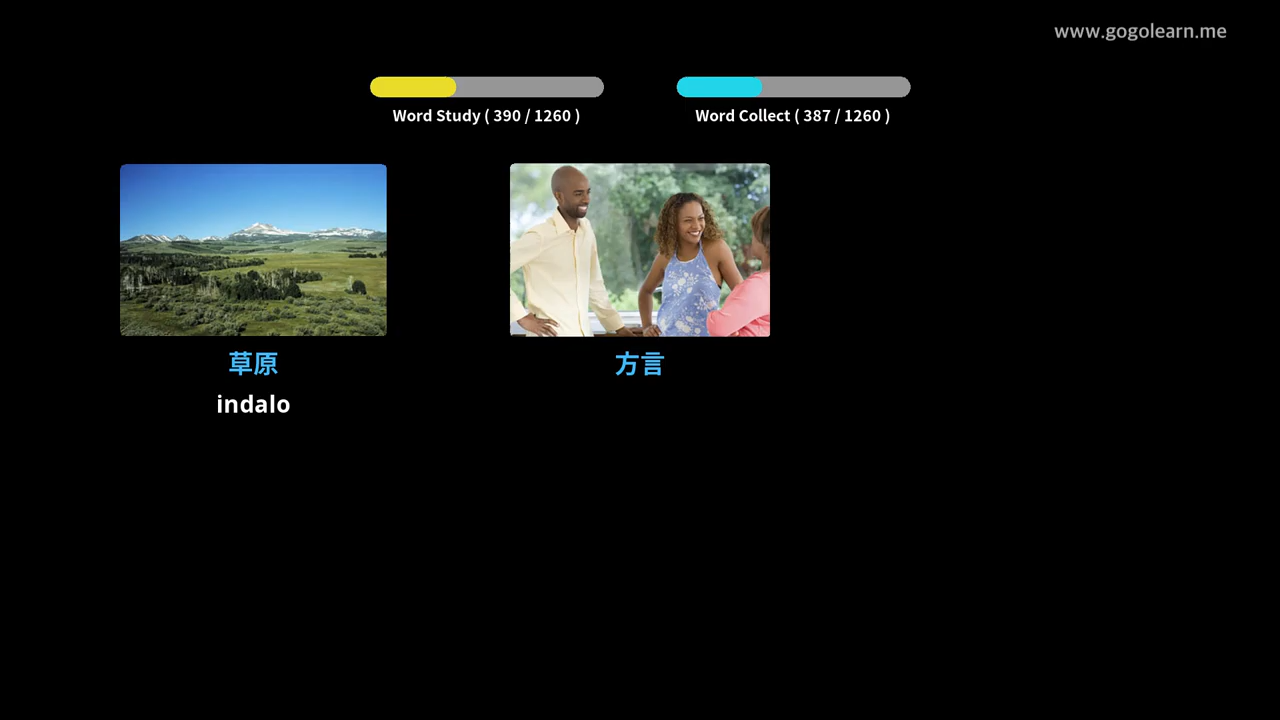 www.gogolearn.me
Word Study ( 390 / 1260 )
Word Collect ( 387 / 1260 )
草原
indalo
方言